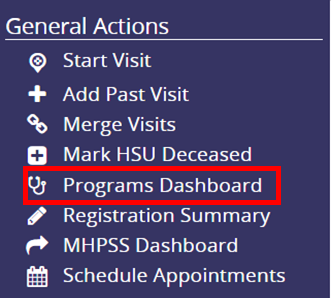 General Actions
Start Visit
Add Past Visit
Merge Visits
Mark HSU Deceased
Programs Dashboard
Registration Summary
MHPSS Dashboard
Schedule Appointments